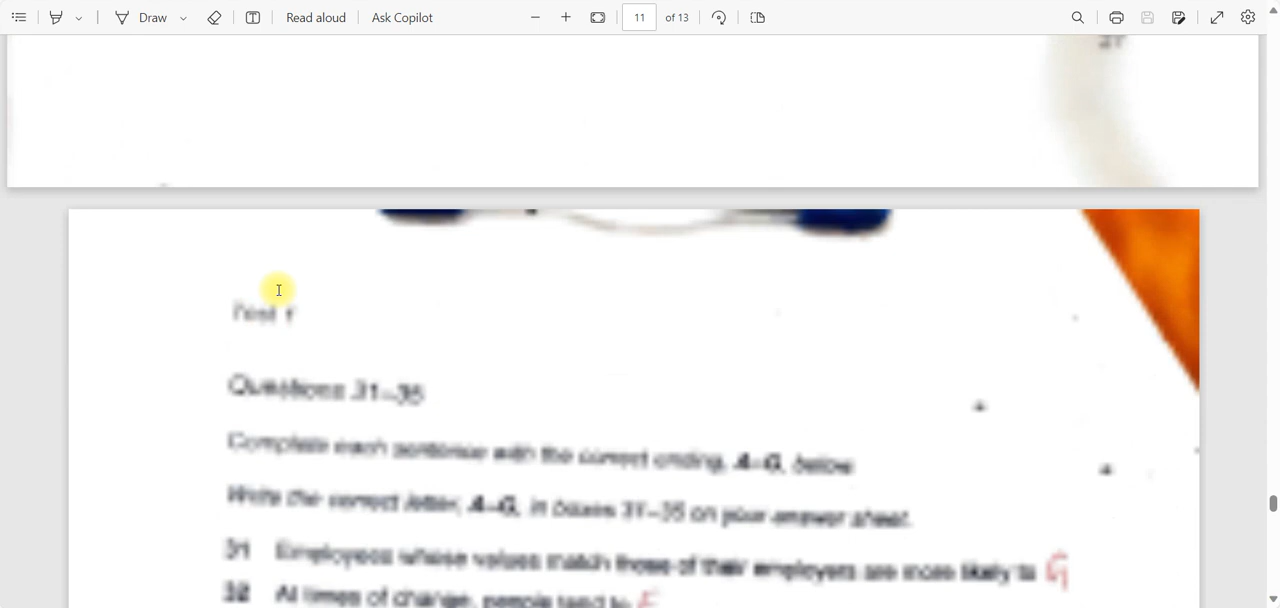 Draw
Read aloud
Ask Copilot
11 of 13
27
Test 1
Questions 31–35
Complete each sentence with the correct ending, A–G, below.
Write the correct letter, A–G, in boxes 31–35 on your answer sheet.
31 Employees whose values match those of their employers are more likely to G
32 At times of change, people tend to F